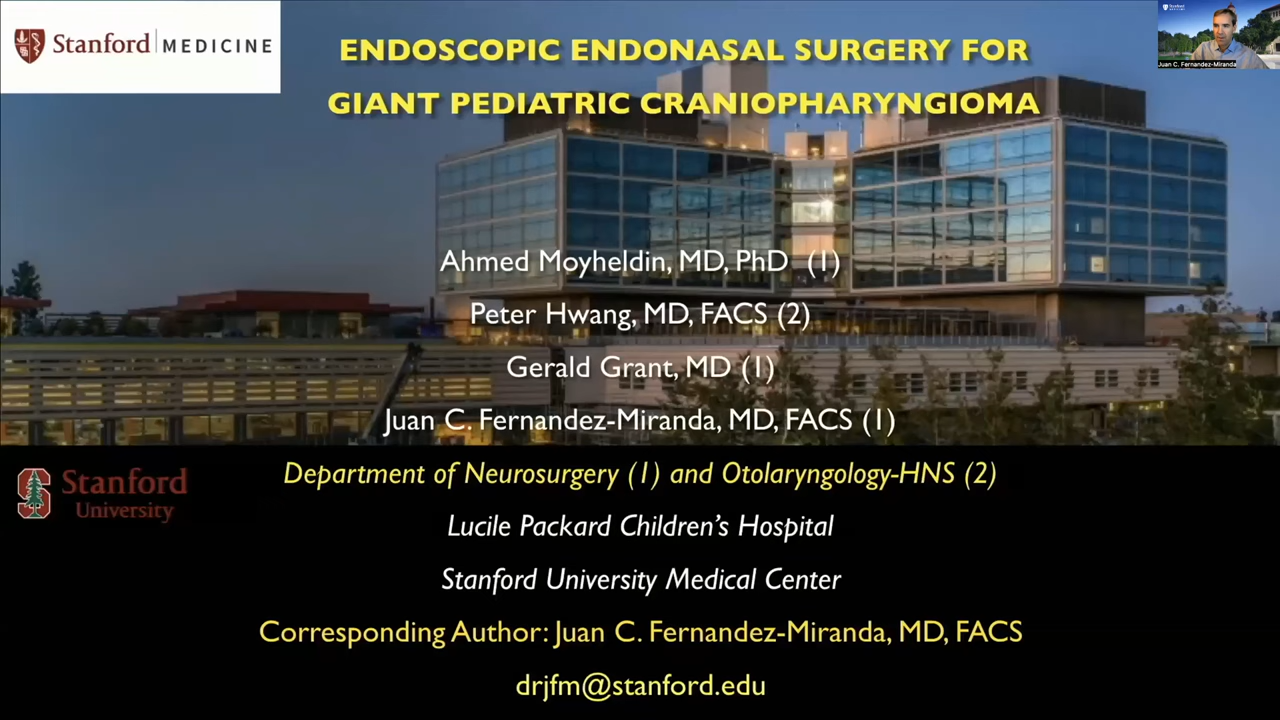 Stanford MEDICINE
ENDOSCOPIC ENDONASAL SURGERY FOR
GIANT PEDIATRIC CRANIOPHARYNGIOMA
Stanford
MEDICINE
Juan C. Fernandez-Miranda
Ahmed Moyheldin, MD, PhD (1)
Peter Hwang, MD, FACS (2)
Gerald Grant, MD (1)
Juan C. Fernandez-Miranda, MD, FACS (1)
Department of Neurosurgery (1) and Otolaryngology-HNS (2)
Stanford
University
Lucile Packard Children’s Hospital
Stanford University Medical Center
Corresponding Author: Juan C. Fernandez-Miranda, MD, FACS
drjfm@stanford.edu